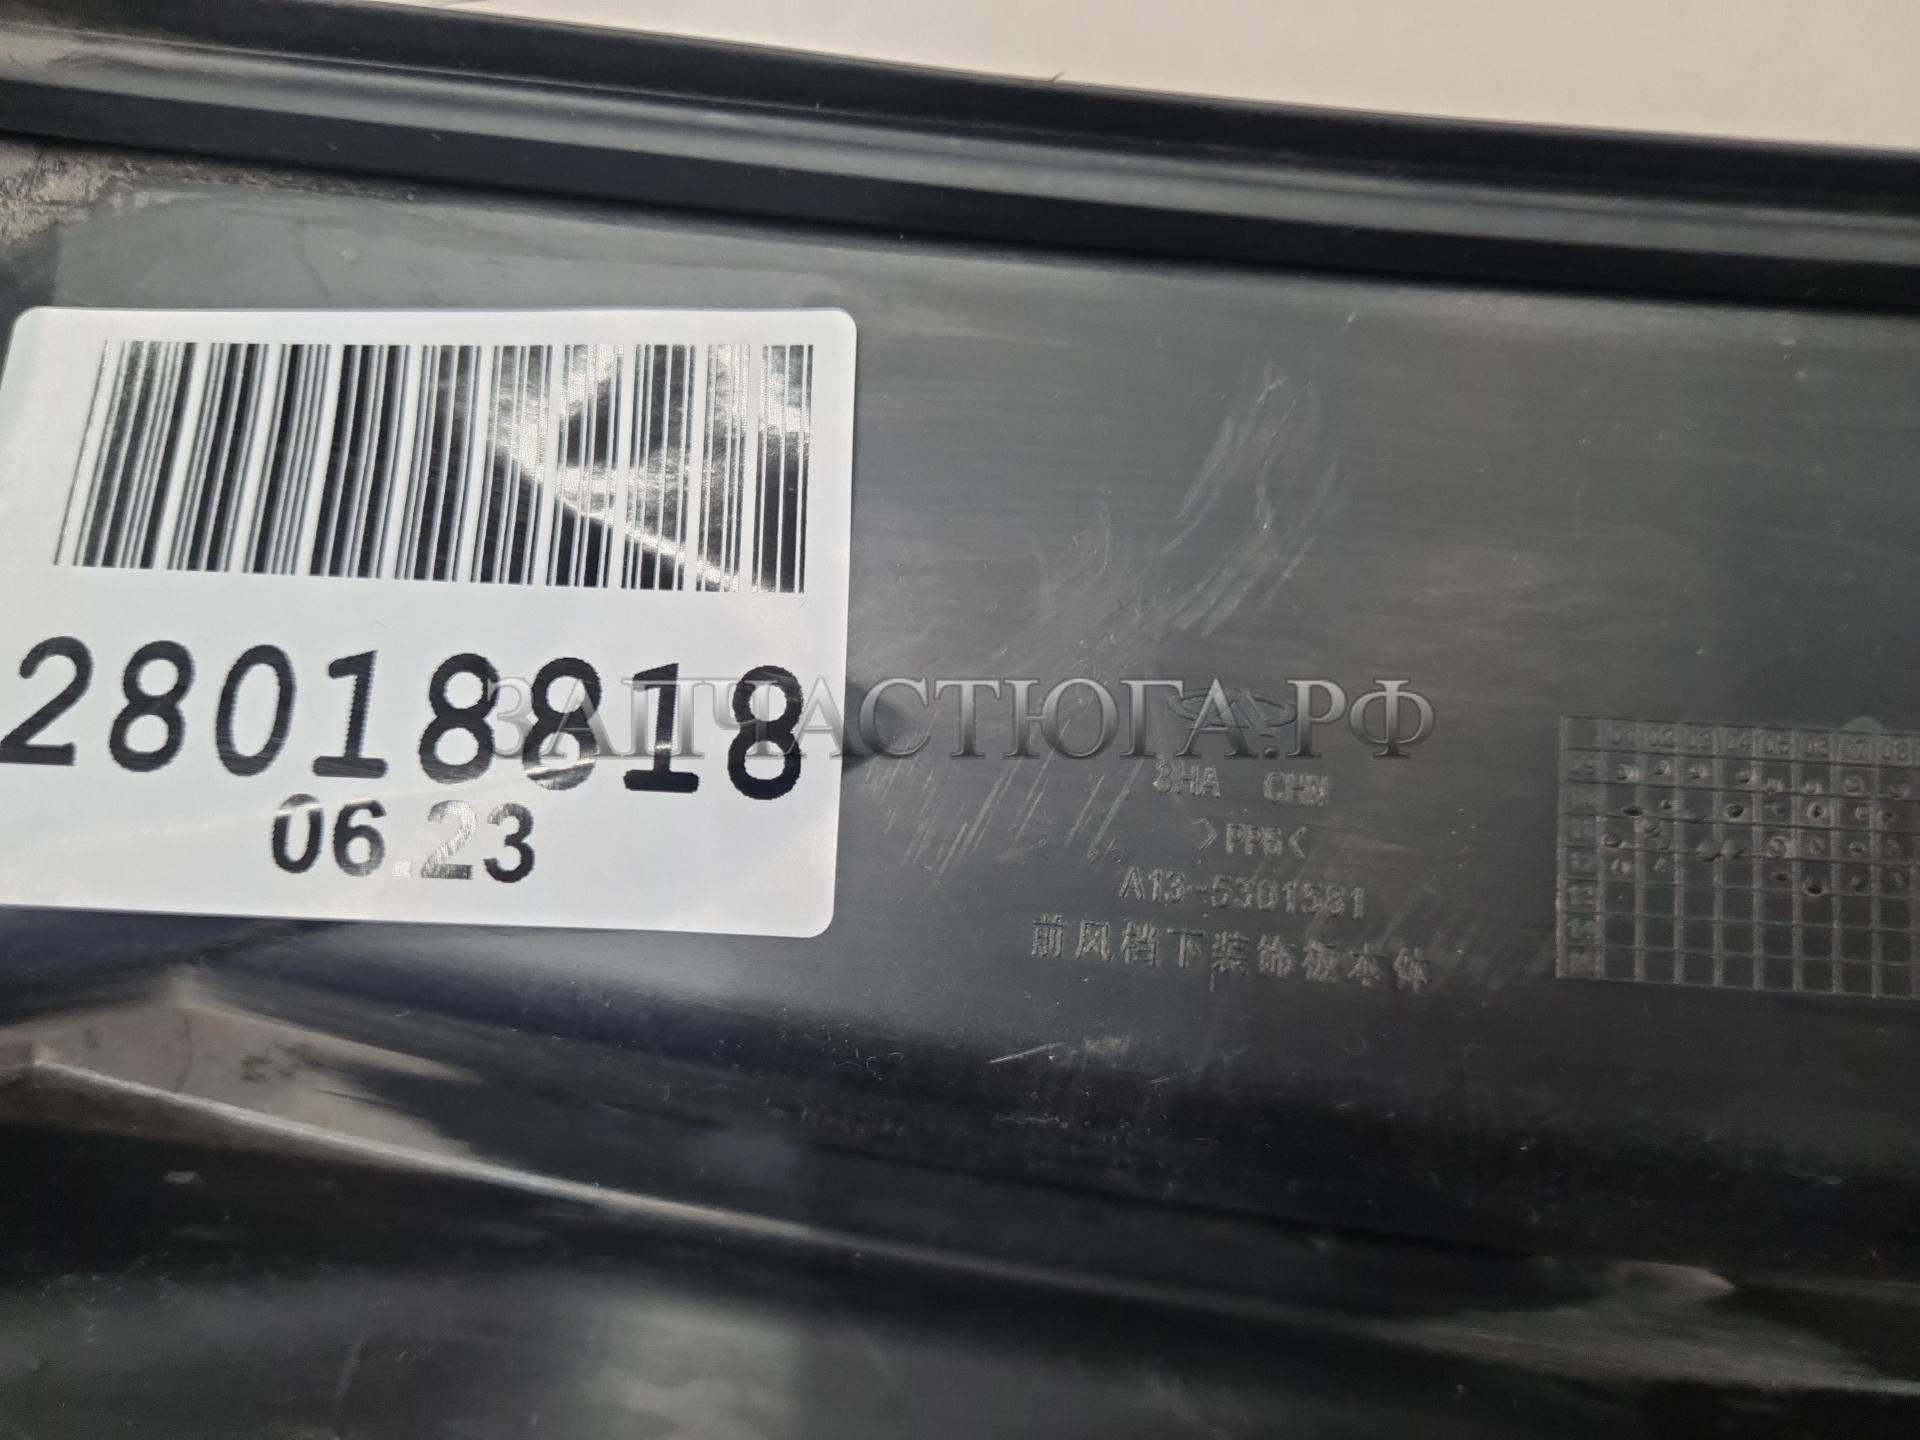 28018818
06.23
ЗАПЧАСТЮГА.РФ
8HA CHN
>PP6<
A13-5301581
前风档下装饰板本体
01 02 03 04 05 06 07 08